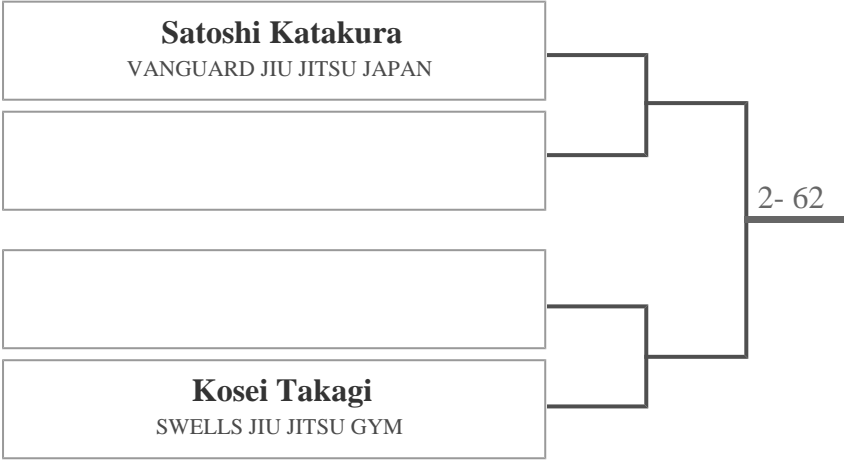 Satoshi Katakura
VANGUARD JIU JITSU JAPAN
2- 62
Kosei Takagi
SWELLS JIU JITSU GYM